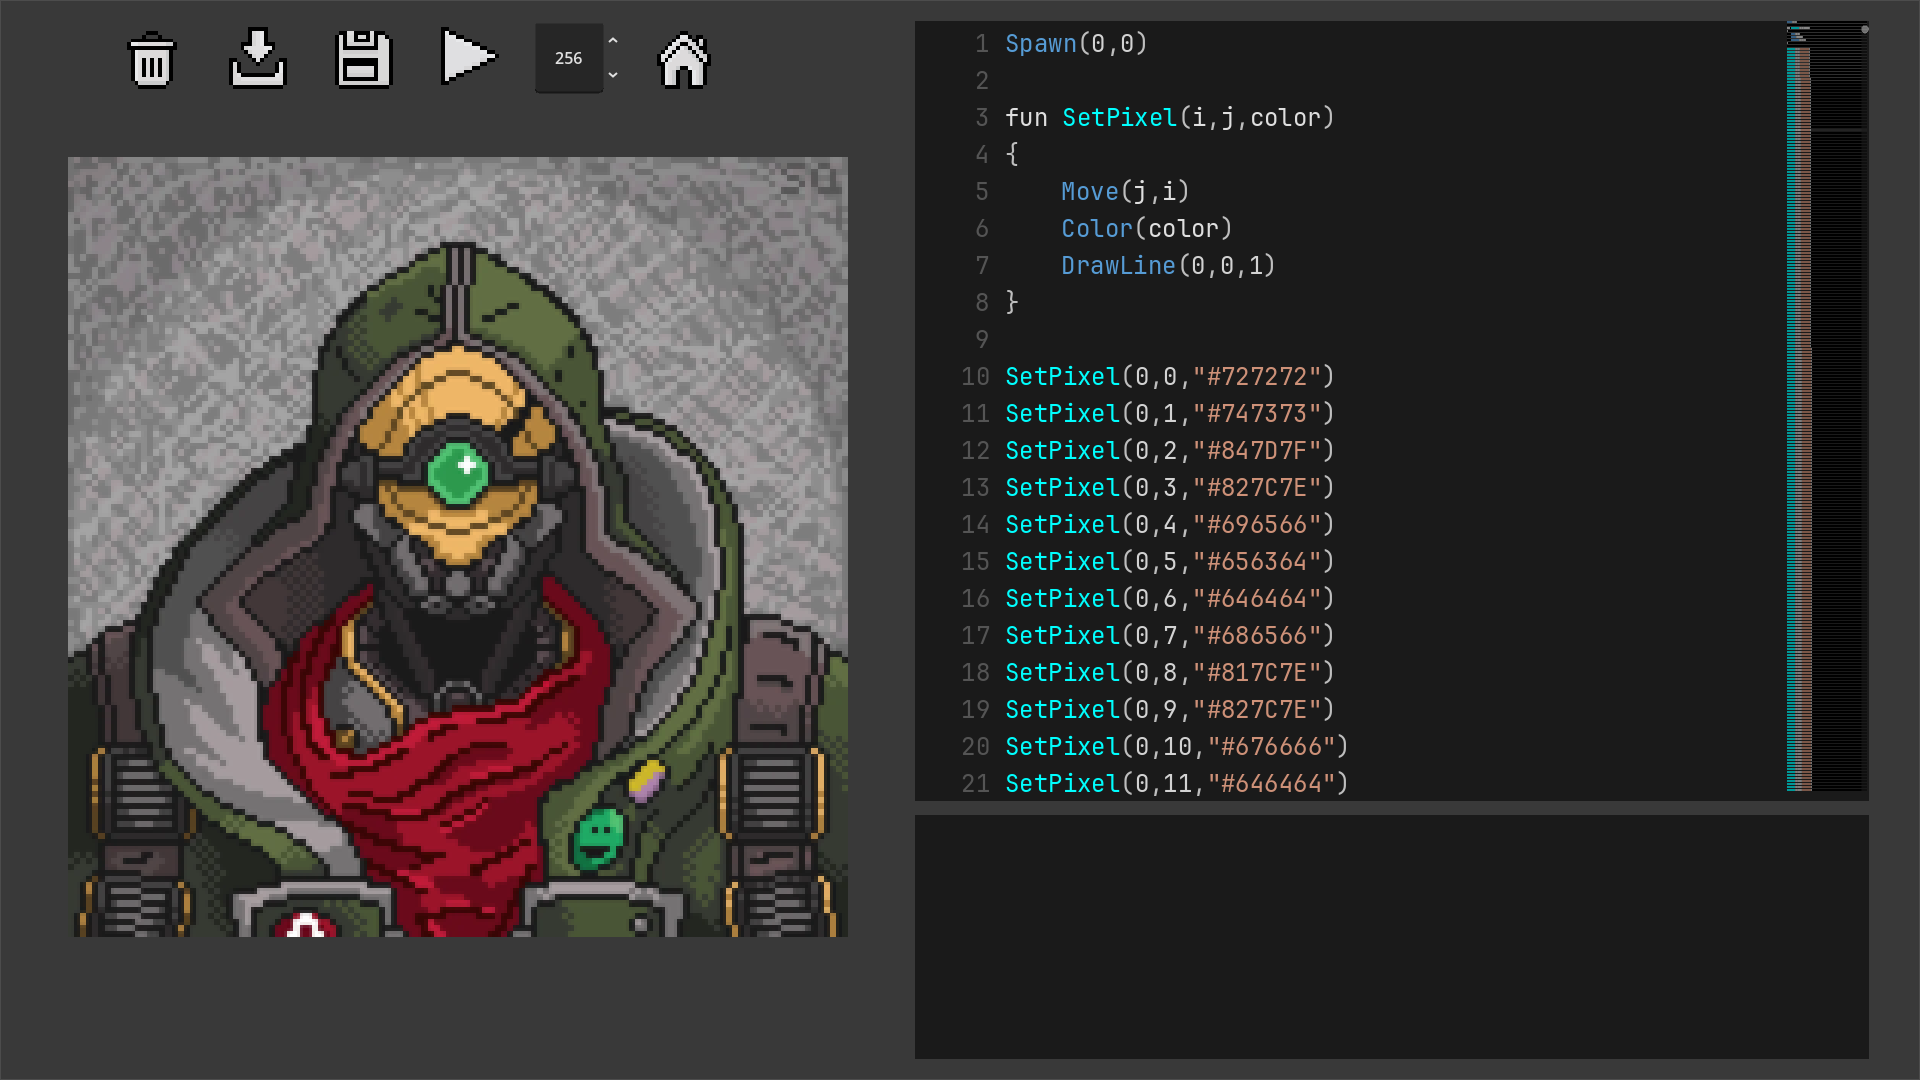 256
1 Spawn(0,0)
2
3 fun SetPixel(i,j,color)
4 {
5     Move(j,i)
6     Color(color)
7     DrawLine(0,0,1)
8 }
9
10 SetPixel(0,0,"#727272")
11 SetPixel(0,1,"#747373")
12 SetPixel(0,2,"#847D7F")
13 SetPixel(0,3,"#827C7E")
14 SetPixel(0,4,"#696566")
15 SetPixel(0,5,"#656364")
16 SetPixel(0,6,"#646464")
17 SetPixel(0,7,"#686566")
18 SetPixel(0,8,"#817C7E")
19 SetPixel(0,9,"#827C7E")
20 SetPixel(0,10,"#676666")
21 SetPixel(0,11,"#646464")